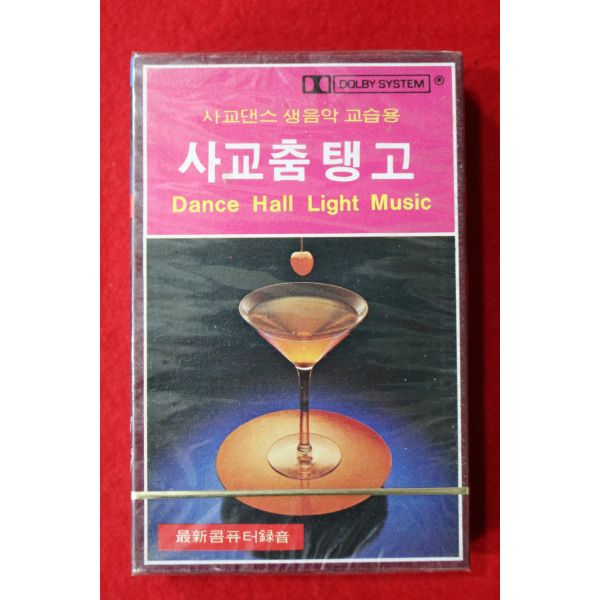 DOLBY SYSTEM ®
사교댄스 생음악 교습용
사교춤 탱고
Dance Hall Light Music
最新콤퓨터録音